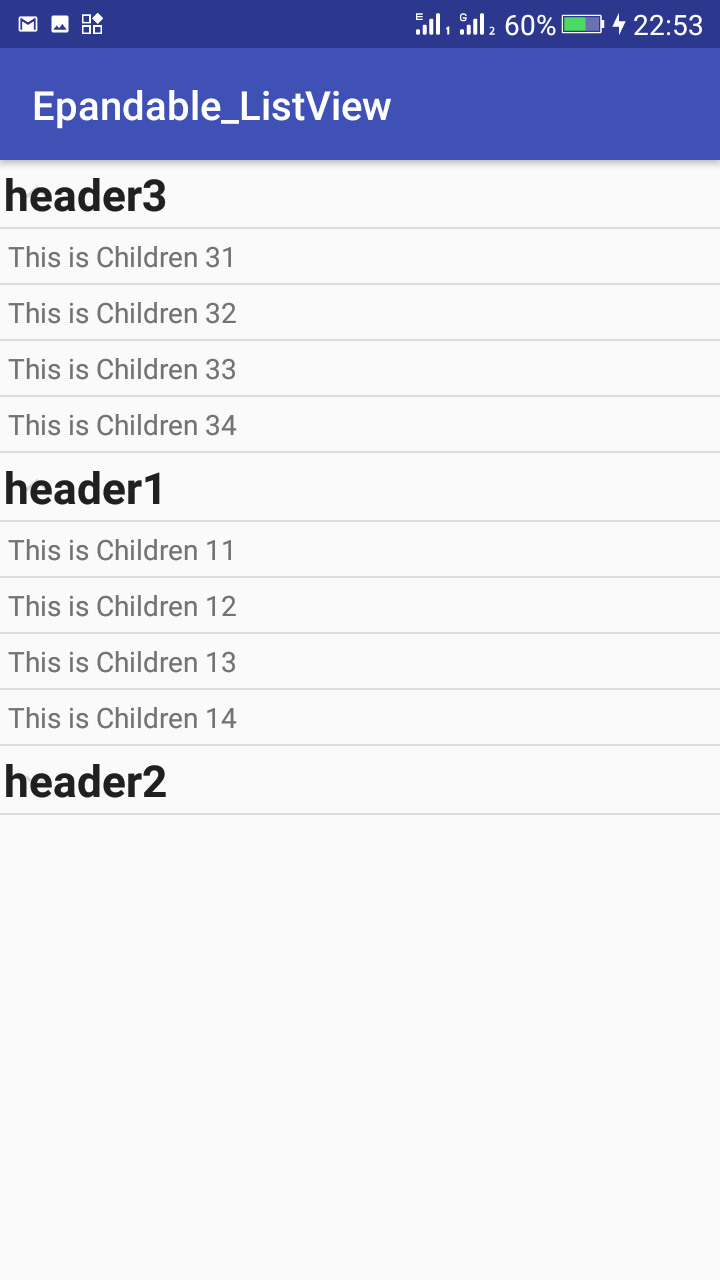 E 1 G 2 60% 22:53
Epandable_ListView
header3
This is Children 31
This is Children 32
This is Children 33
This is Children 34
header1
This is Children 11
This is Children 12
This is Children 13
This is Children 14
header2